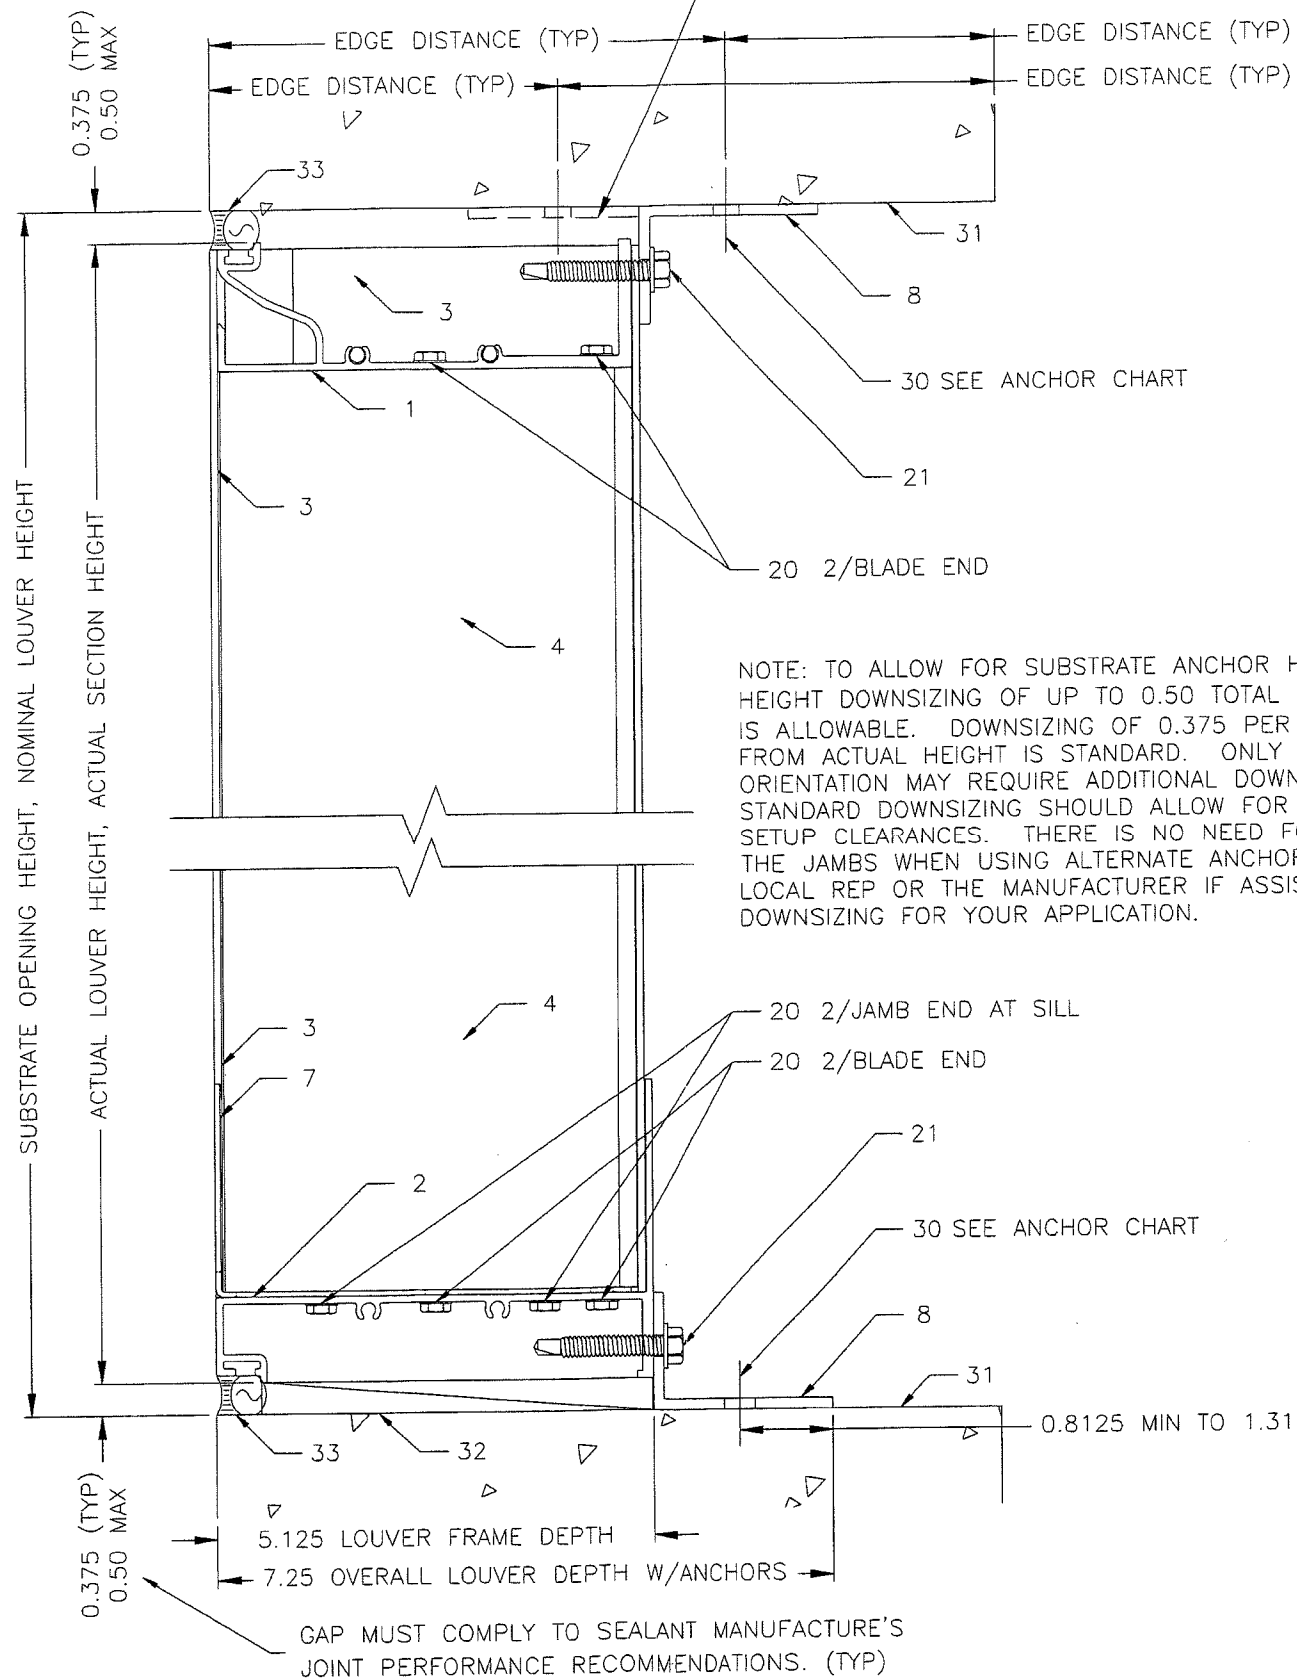 EDGE DISTANCE (TYP)
EDGE DISTANCE (TYP)
EDGE DISTANCE (TYP)
EDGE DISTANCE (TYP)
0.375 (TYP)
0.50 MAX
33
31
3
8
30 SEE ANCHOR CHART
1
21
3
20 2/BLADE END
4
SUBSTRATE OPENING HEIGHT, NOMINAL LOUVER HEIGHT
ACTUAL LOUVER HEIGHT, ACTUAL SECTION HEIGHT
NOTE: TO ALLOW FOR SUBSTRATE ANCHOR H
HEIGHT DOWNSIZING OF UP TO 0.50 TOTAL
IS ALLOWABLE. DOWNSIZING OF 0.375 PER
FROM ACTUAL HEIGHT IS STANDARD. ONLY
ORIENTATION MAY REQUIRE ADDITIONAL DOWN
STANDARD DOWNSIZING SHOULD ALLOW FOR
SETUP CLEARANCES. THERE IS NO NEED FO
THE JAMBS WHEN USING ALTERNATE ANCHOR
LOCAL REP OR THE MANUFACTURER IF ASSIS
DOWNSIZING FOR YOUR APPLICATION.
4
20 2/JAMB END AT SILL
3
20 2/BLADE END
7
21
2
30 SEE ANCHOR CHART
8
31
0.8125 MIN TO 1.31
33
32
0.375 (TYP)
0.50 MAX
5.125 LOUVER FRAME DEPTH
7.25 OVERALL LOUVER DEPTH W/ANCHORS
GAP MUST COMPLY TO SEALANT MANUFACTURE'S
JOINT PERFORMANCE RECOMMENDATIONS. (TYP)